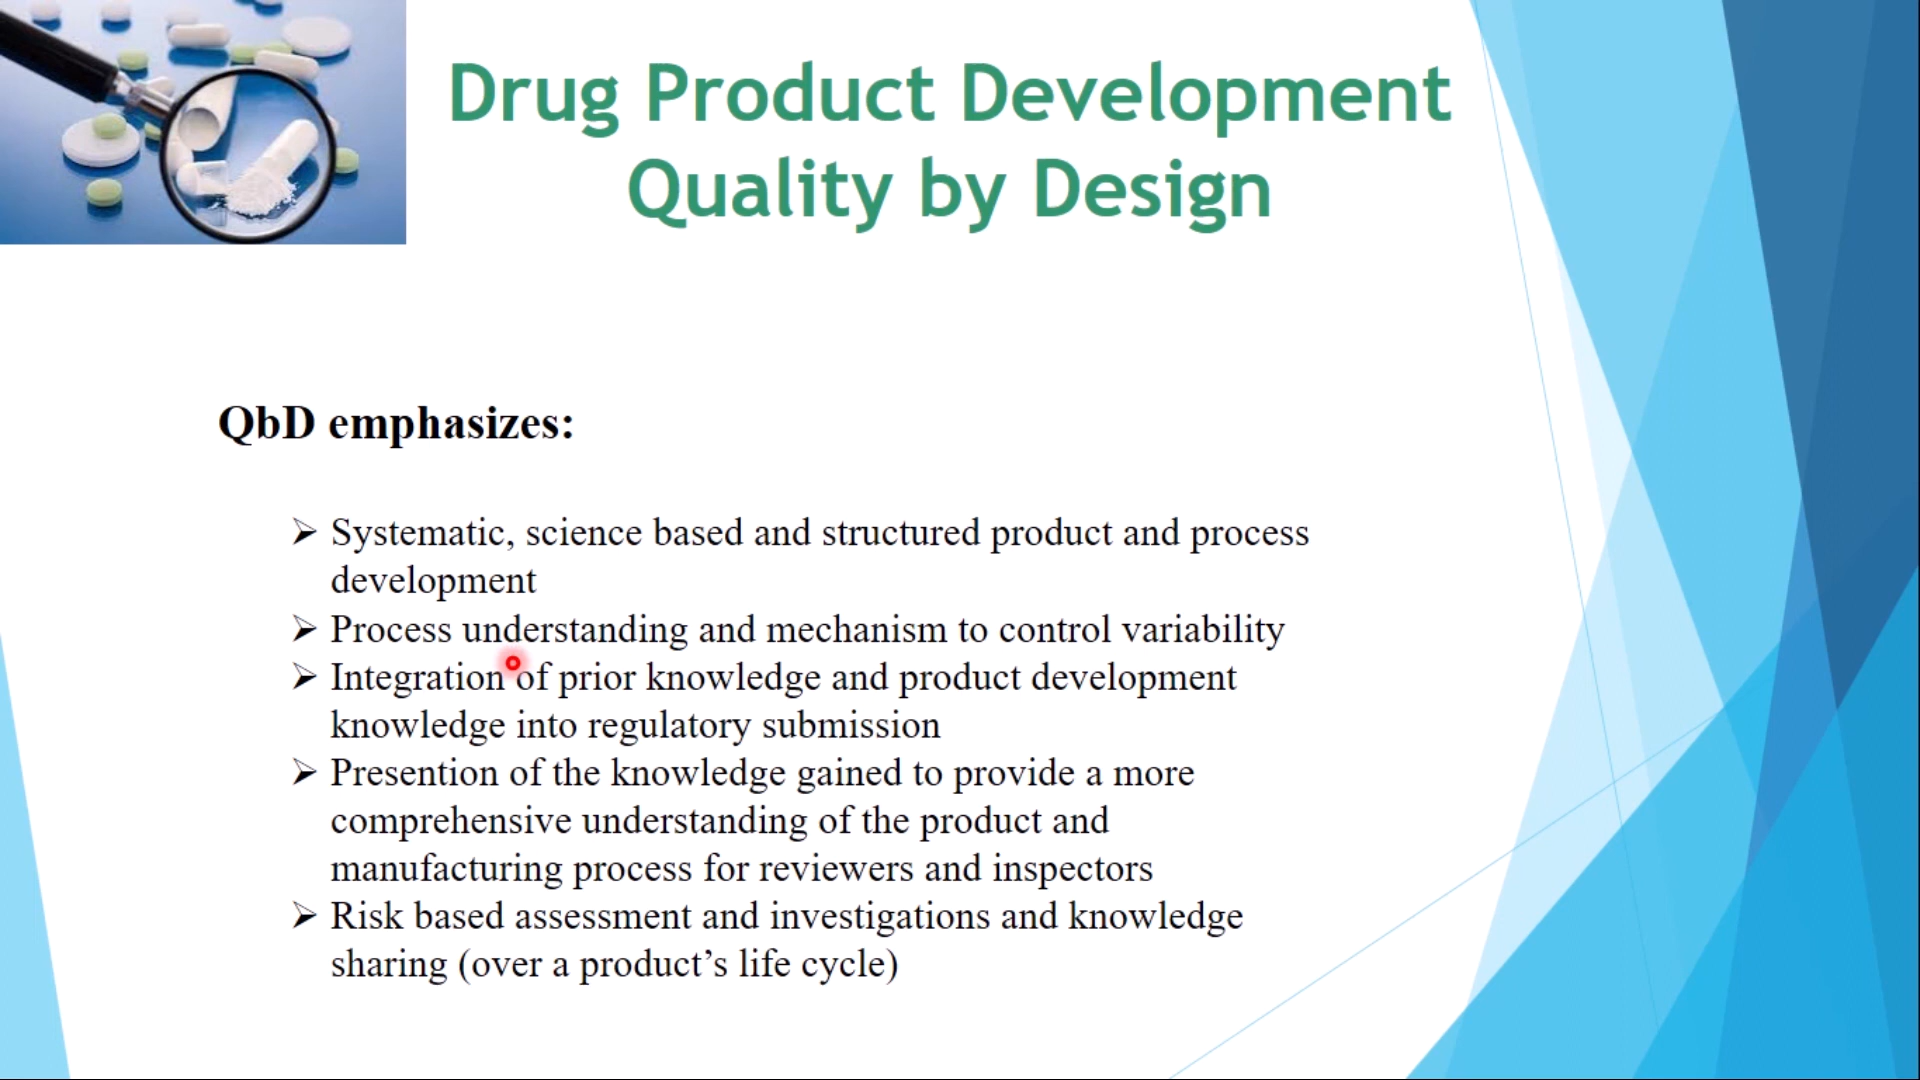 Drug Product Development
Quality by Design
QbD emphasizes:
➢ Systematic, science based and structured product and process
development
➢ Process understanding and mechanism to control variability
➢ Integration of prior knowledge and product development
knowledge into regulatory submission
➢ Presention of the knowledge gained to provide a more
comprehensive understanding of the product and
manufacturing process for reviewers and inspectors
➢ Risk based assessment and investigations and knowledge
sharing (over a product’s life cycle)